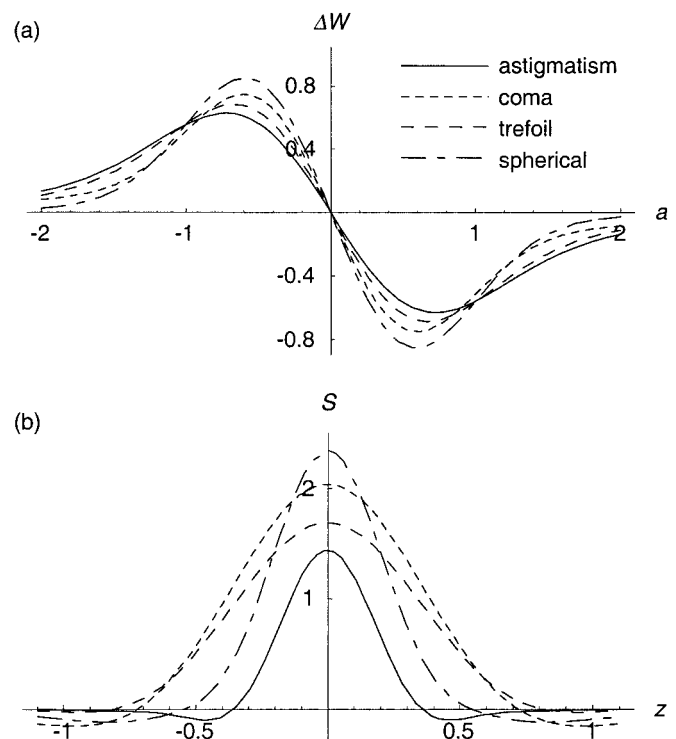 (a)
ΔW
0.8
astigmatism
coma
trefoil
spherical
0.4
-2
-1
1
2
a
-0.4
-0.8
(b)
S
2
1
-1
-0.5
0.5
1
z